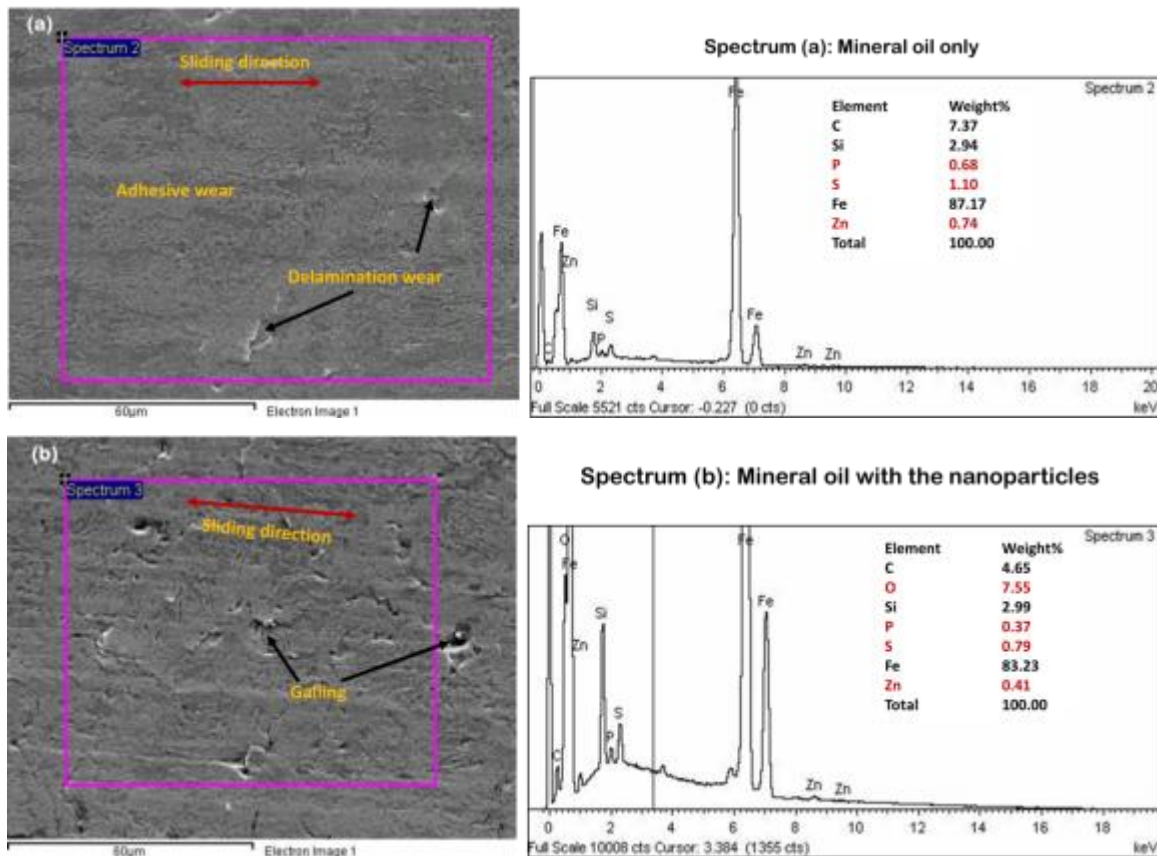 (a)
Spectrum 2
Sliding direction
Adhesive wear
Delamination wear
60μm Electron Image 1
Spectrum (a): Mineral oil only
Spectrum 2
Element Weight%
C 7.37
Si 2.94
P 0.68
S 1.10
Fe 87.17
Zn 0.74
Total 100.00
Fe
Fe
Zn
Si
S
P
C
Fe
Zn Zn
0 2 4 6 8 10 12 14 16 18 20
Full Scale 5521 cts Cursor: -0.227 (0 cts) keV
(b)
Spectrum 3
Sliding direction
Galling
60μm Electron Image 1
Spectrum (b): Mineral oil with the nanoparticles
Spectrum 3
Element Weight%
C 4.65
O 7.55
Si 2.99
P 0.37
S 0.79
Fe 83.23
Zn 0.41
Total 100.00
O
Fe
Fe
Fe
Si
Zn
S
P
C
Zn Zn
0 2 4 6 8 10 12 14 16 18
Full Scale 10008 cts Cursor: 3.384 (1355 cts) keV